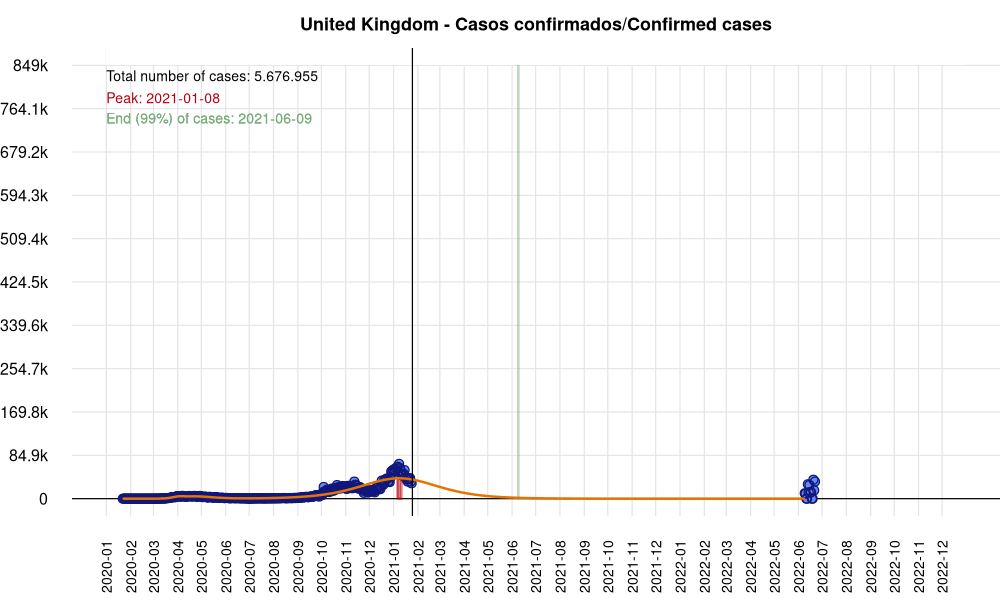 United Kingdom - Casos confirmados/Confirmed cases
849k
764.1k
679.2k
594.3k
509.4k
424.5k
339.6k
254.7k
169.8k
84.9k
0
Total number of cases: 5.676.955
Peak: 2021-01-08
End (99%) of cases: 2021-06-09
2020-01
2020-02
2020-03
2020-04
2020-05
2020-06
2020-07
2020-08
2020-09
2020-10
2020-11
2020-12
2021-01
2021-02
2021-03
2021-04
2021-05
2021-06
2021-07
2021-08
2021-09
2021-10
2021-11
2021-12
2022-01
2022-02
2022-03
2022-04
2022-05
2022-06
2022-07
2022-08
2022-09
2022-10
2022-11
2022-12